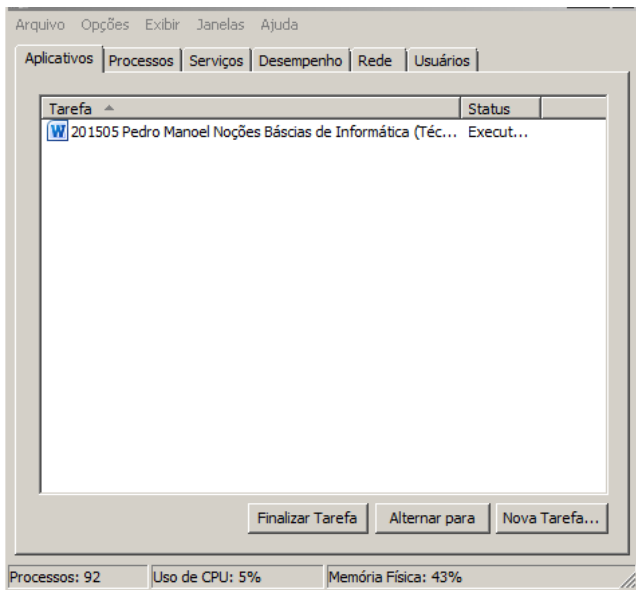 Arquivo Opções Exibir Janelas Ajuda
Aplicativos Processos Serviços Desempenho Rede Usuários
Tarefa Status
201505 Pedro Manoel Noções Báscias de Informática (Téc... Execut...
Finalizar Tarefa Alternar para Nova Tarefa...
Processos: 92 Uso de CPU: 5% Memória Física: 43%